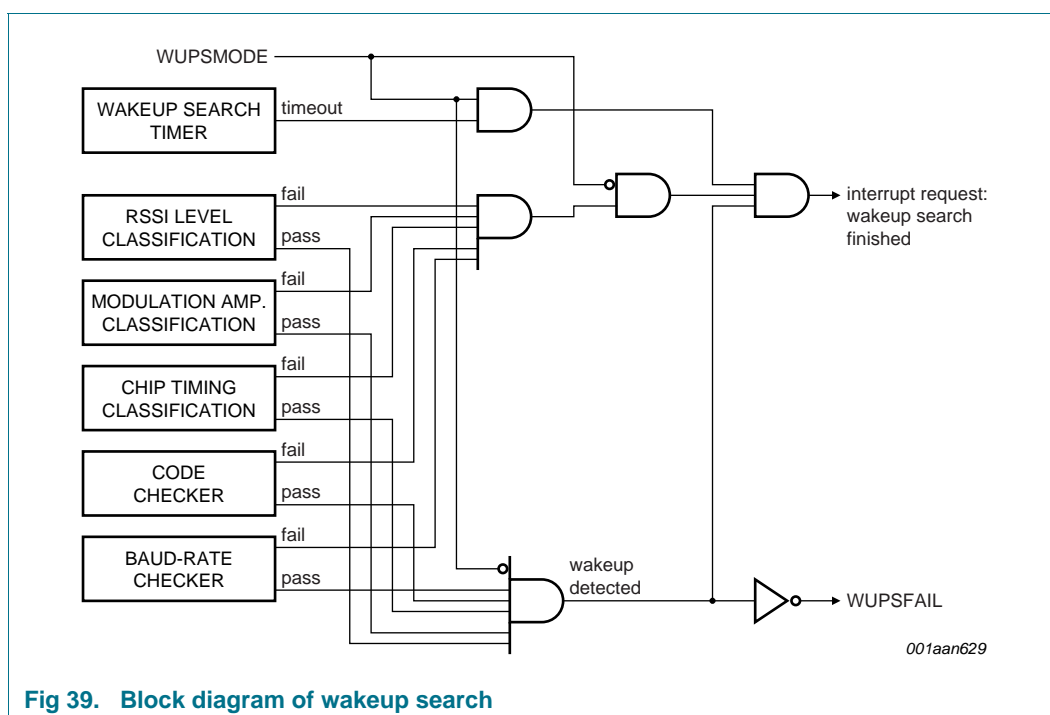 WUPSMODE
WAKEUP SEARCH
TIMER
timeout
RSSI LEVEL
CLASSIFICATION
fail
pass
MODULATION AMP.
CLASSIFICATION
fail
pass
CHIP TIMING
CLASSIFICATION
fail
pass
CODE
CHECKER
fail
pass
BAUD-RATE
CHECKER
fail
pass
interrupt request:
wakeup search
finished
wakeup
detected
WUPSFAIL
001aan629
Fig 39. Block diagram of wakeup search